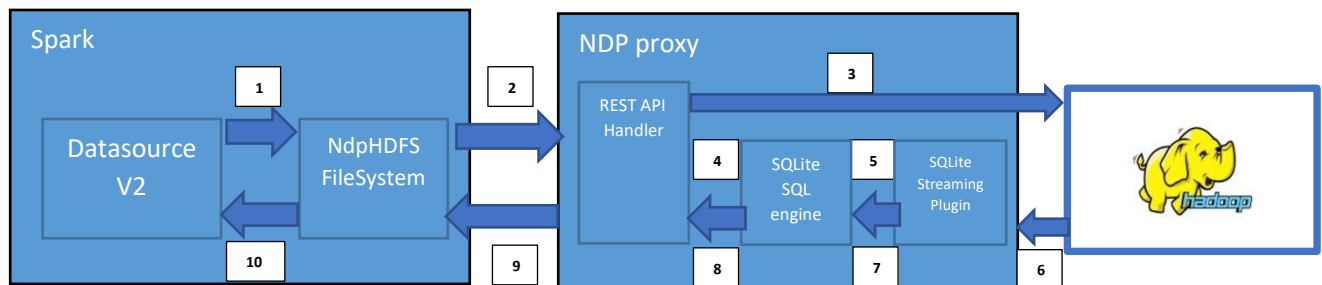 Spark
NDP proxy
1
2
3
REST API
Handler
Datasource
V2
NdpHDFS
FileSystem
4
SQLite
SQL
engine
5
SQLite
Streaming
Plugin
hadoop
10
9
8
7
6